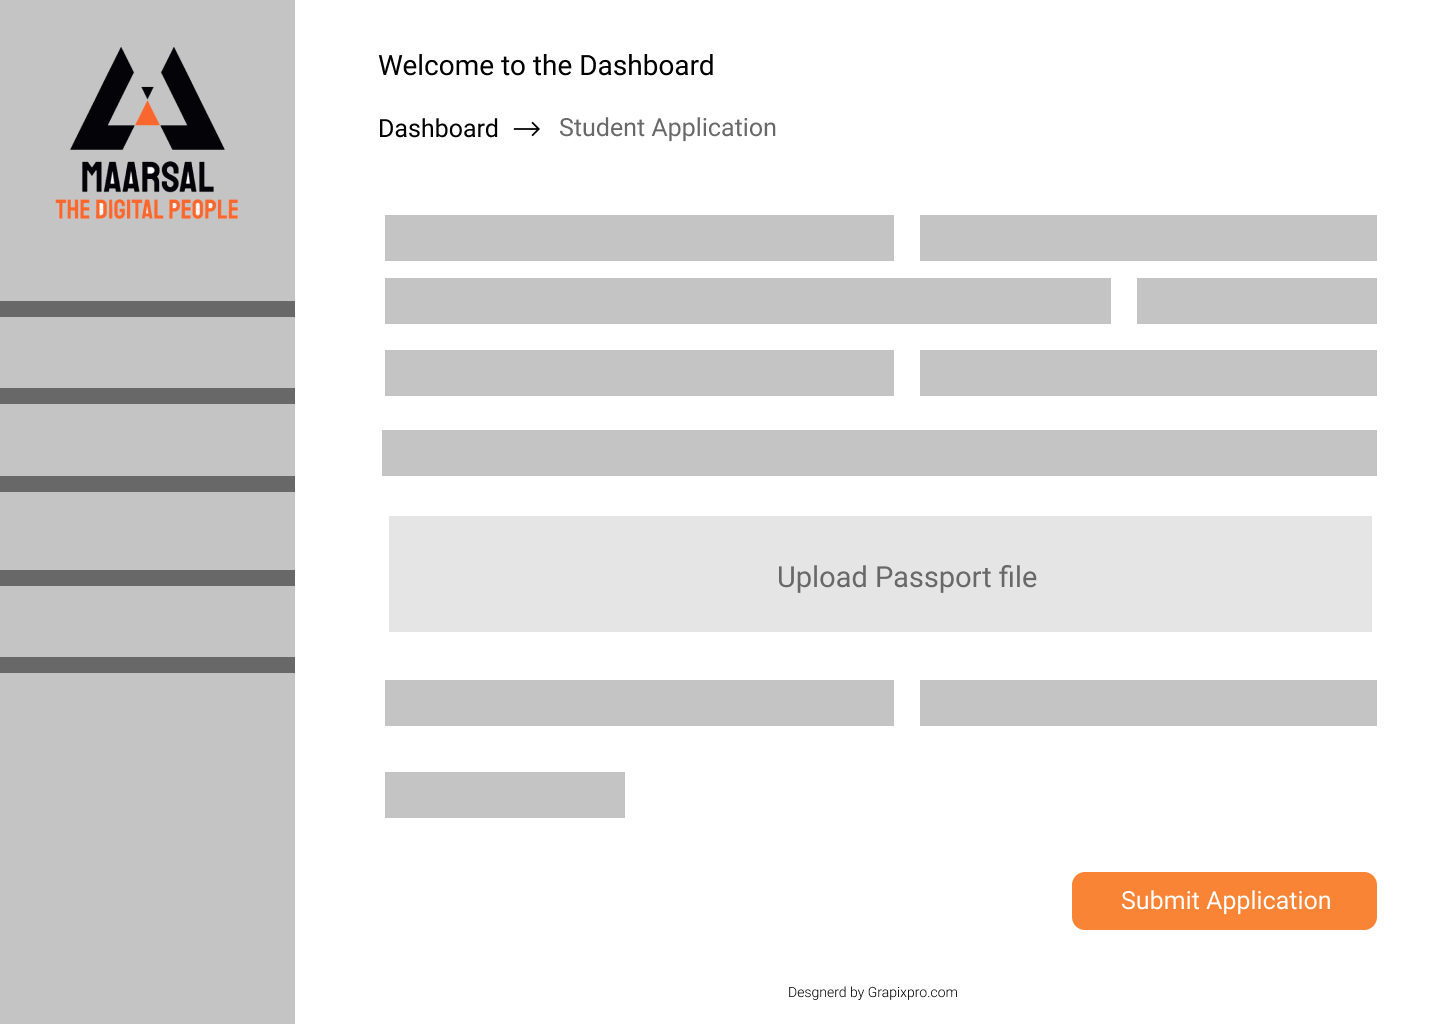 MAARSAL
THE DIGITAL PEOPLE
Welcome to the Dashboard
Dashboard → Student Application
Upload Passport file
Submit Application
Desgnerd by Grapixpro.com